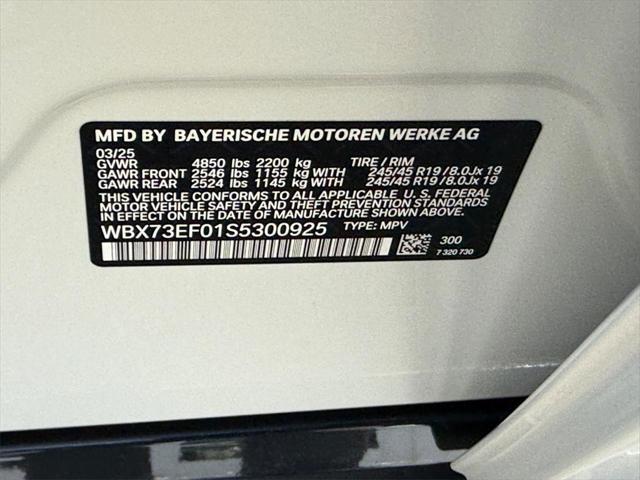 MFD BY BAYERISCHE MOTOREN WERKE AG
03/25
GVWR 4850 lbs 2200 kg TIRE / RIM
GAWR FRONT 2546 lbs 1155 kg WITH 245/45 R19 / 8.0Jx 19
GAWR REAR 2524 lbs 1145 kg WITH 245/45 R19 / 8.0Jx 19
THIS VEHICLE CONFORMS TO ALL APPLICABLE U. S. FEDERAL
MOTOR VEHICLE SAFETY AND THEFT PREVENTION STANDARDS
IN EFFECT ON THE DATE OF MANUFACTURE SHOWN ABOVE.
WBX73EF01S5300925 TYPE: MPV
300
7 320 730